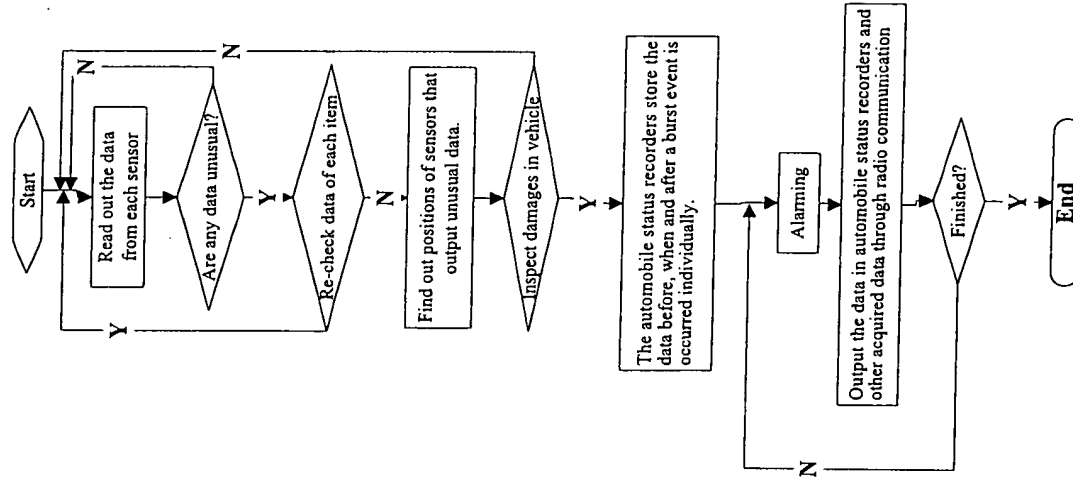 Start
Read out the data
from each sensor
Are any data unusual?
N
N
Y
Re-check data of each item
Y
N
Find out positions of sensors that
output unusual data.
Inspect damages in vehicle
Y
The automobile status recorders store the
data before, when and after a burst event is
occurred individually.
Alarming
Output the data in automobile status recorders and
other acquired data through radio communication
Finished?
N
Y
End